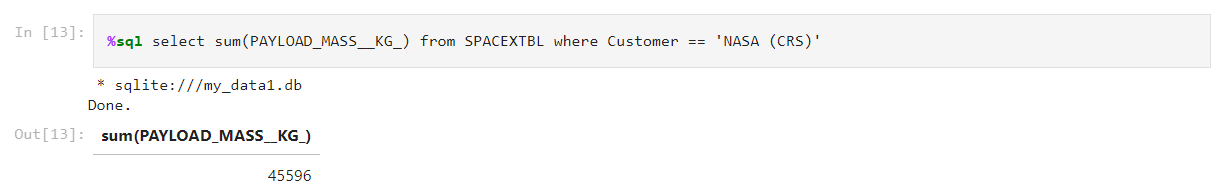 In [13]: %sql select sum(PAYLOAD_MASS__KG_) from SPACEXTBL where Customer == 'NASA (CRS)'
* sqlite:///my_data1.db
Done.
Out[13]: sum(PAYLOAD_MASS__KG_)
45596